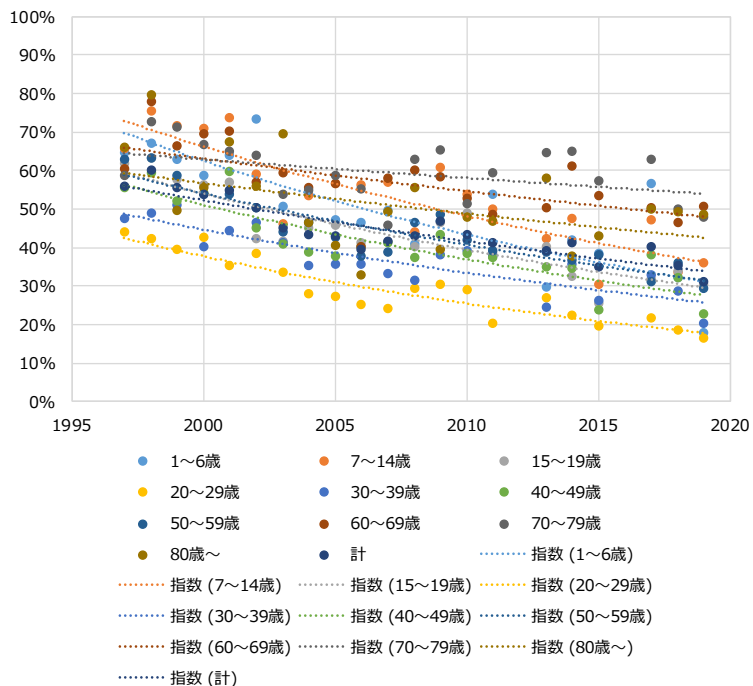 100%
90%
80%
70%
60%
50%
40%
30%
20%
10%
0%
1995 2000 2005 2010 2015 2020
1～6歳 7～14歳 15～19歳
20～29歳 30～39歳 40～49歳
50～59歳 60～69歳 70～79歳
80歳～ 計 指数 (1～6歳)
指数 (7～14歳) 指数 (15～19歳) 指数 (20～29歳)
指数 (30～39歳) 指数 (40～49歳) 指数 (50～59歳)
指数 (60～69歳) 指数 (70～79歳) 指数 (80歳～)
指数 (計)